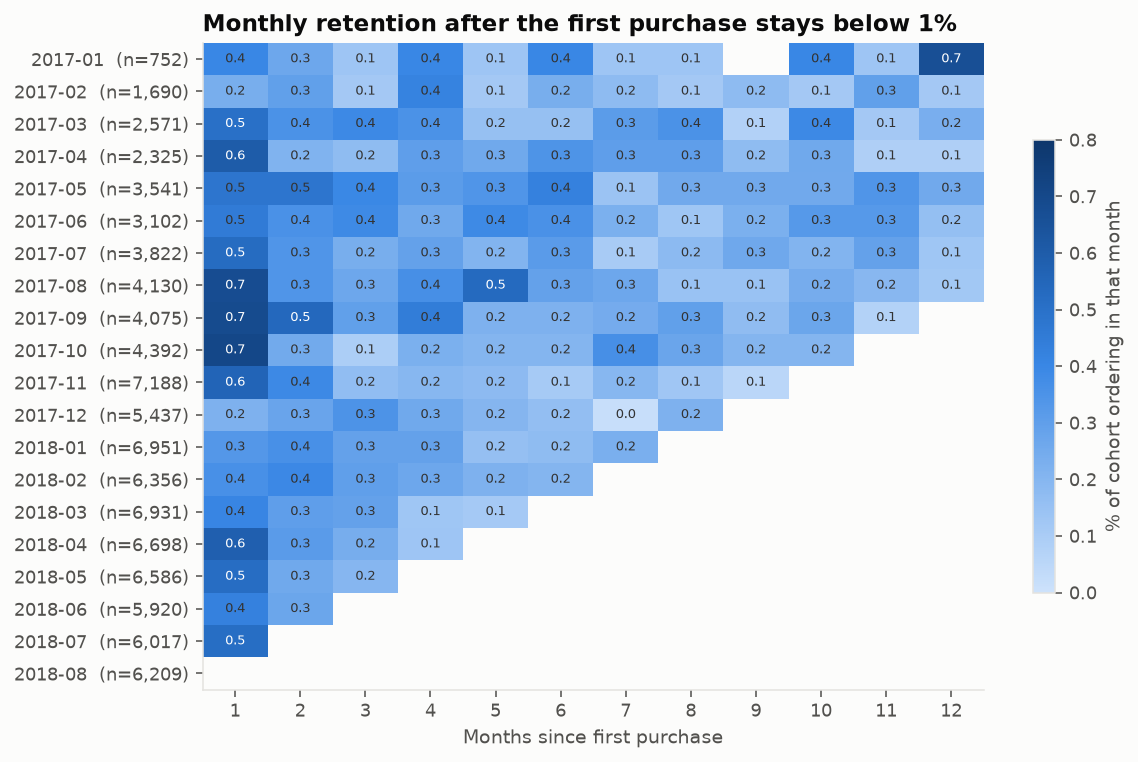 Monthly retention after the first purchase stays below 1%
2017-01 (n=752) 0.4 0.3 0.1 0.4 0.1 0.4 0.1 0.1 0.4 0.1 0.7
2017-02 (n=1,690) 0.2 0.3 0.1 0.4 0.1 0.2 0.2 0.1 0.2 0.1 0.3 0.1
2017-03 (n=2,571) 0.5 0.4 0.4 0.4 0.2 0.2 0.3 0.4 0.1 0.4 0.1 0.2
2017-04 (n=2,325) 0.6 0.2 0.2 0.3 0.3 0.3 0.3 0.3 0.2 0.3 0.1 0.1
2017-05 (n=3,541) 0.5 0.5 0.4 0.3 0.3 0.4 0.1 0.3 0.3 0.3 0.3 0.3
2017-06 (n=3,102) 0.5 0.4 0.4 0.3 0.4 0.4 0.2 0.1 0.2 0.3 0.3 0.2
2017-07 (n=3,822) 0.5 0.3 0.2 0.3 0.2 0.3 0.1 0.2 0.3 0.2 0.3 0.1
2017-08 (n=4,130) 0.7 0.3 0.3 0.4 0.5 0.3 0.3 0.1 0.1 0.2 0.2 0.1
2017-09 (n=4,075) 0.7 0.5 0.3 0.4 0.2 0.2 0.2 0.3 0.2 0.3 0.1
2017-10 (n=4,392) 0.7 0.3 0.1 0.2 0.2 0.2 0.4 0.3 0.2 0.2
2017-11 (n=7,188) 0.6 0.4 0.2 0.2 0.2 0.1 0.2 0.1 0.1
2017-12 (n=5,437) 0.2 0.3 0.3 0.3 0.2 0.2 0.0 0.2
2018-01 (n=6,951) 0.3 0.4 0.3 0.3 0.2 0.2 0.2
2018-02 (n=6,356) 0.4 0.4 0.3 0.3 0.2 0.2
2018-03 (n=6,931) 0.4 0.3 0.3 0.1 0.1
2018-04 (n=6,698) 0.6 0.3 0.2 0.1
2018-05 (n=6,586) 0.5 0.3 0.2
2018-06 (n=5,920) 0.4 0.3
2018-07 (n=6,017) 0.5
2018-08 (n=6,209)
1 2 3 4 5 6 7 8 9 10 11 12
Months since first purchase
0.8
0.7
0.6
0.5
0.4
0.3
0.2
0.1
0.0
% of cohort ordering in that month